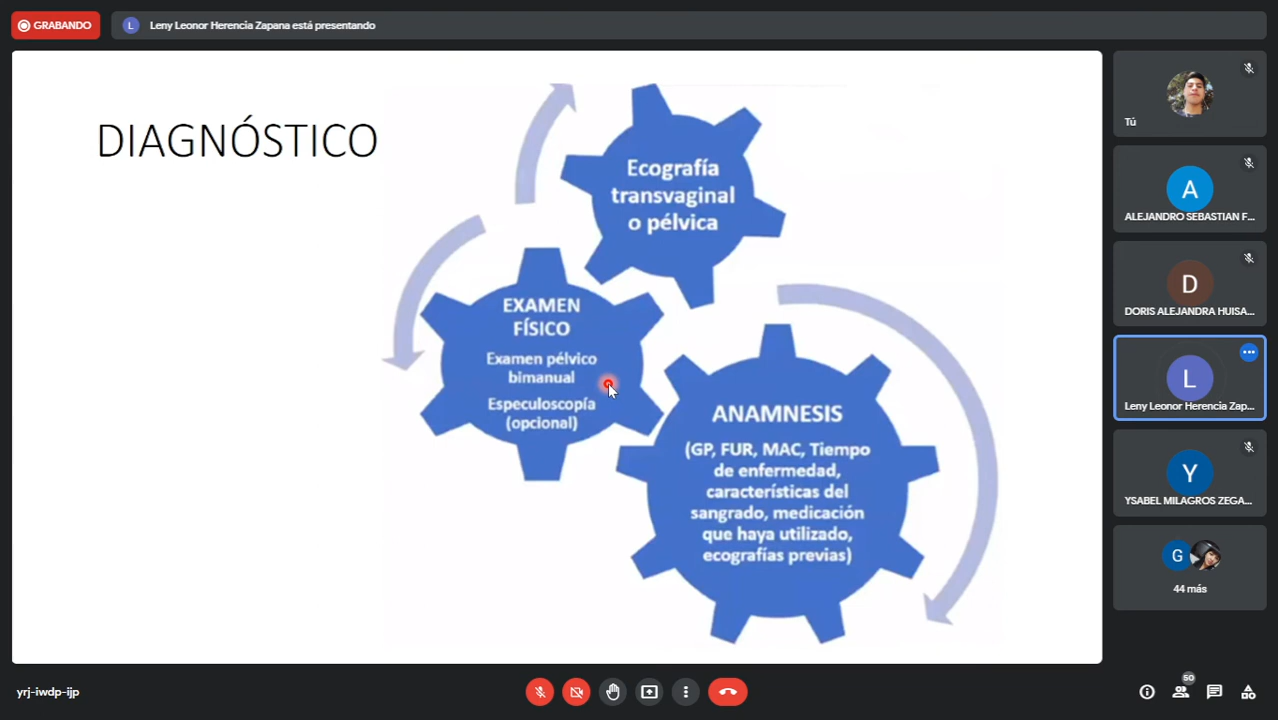 GRABANDO
L
Leny Leonor Herencia Zapana está presentando
DIAGNÓSTICO
Ecografía
transvaginal
o pélvica
EXAMEN
FÍSICO
Examen pélvico
bimanual
Especuloscopía
(opcional)
ANAMNESIS
(GP, FUR, MAC, Tiempo
de enfermedad,
características del
sangrado, medicación
que haya utilizado,
ecografías previas)
Tú
A
ALEJANDRO SEBASTIAN F...
D
DORIS ALEJANDRA HUISA...
L
Leny Leonor Herencia Zap...
Y
YSABEL MILAGROS ZEGA...
G
44 más
yrj-iwdp-ijp
50